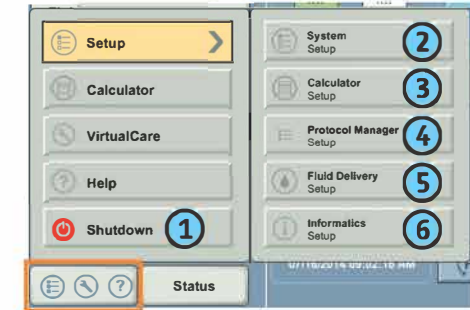 Setup
Calculator
VirtualCare
Help
Shutdown 1
System
Setup 2
Calculator
Setup 3
Protocol Manager
Setup 4
Fluid Delivery
Setup 5
Informatics
Setup 6
Status